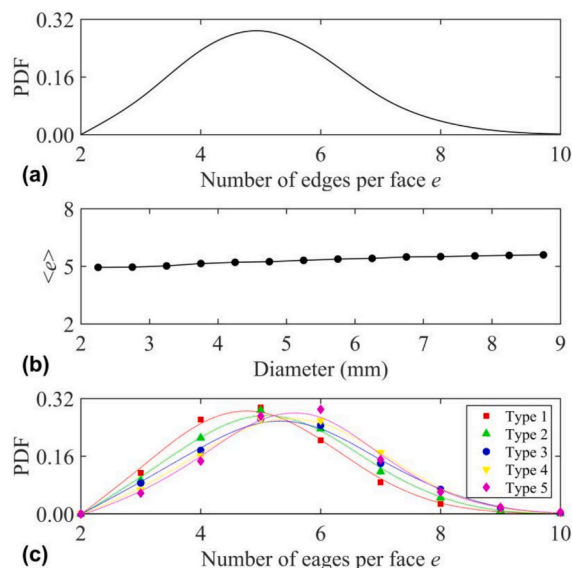 0.32
0.16
0.00
PDF
2 4 6 8 10
Number of edges per face e
(a)
8
5
2
<e>
2 3 4 5 6 7 8 9
Diameter (mm)
(b)
0.32
0.16
0.00
PDF
Type 1
Type 2
Type 3
Type 4
Type 5
2 4 6 8 10
Number of eages per face e
(c)